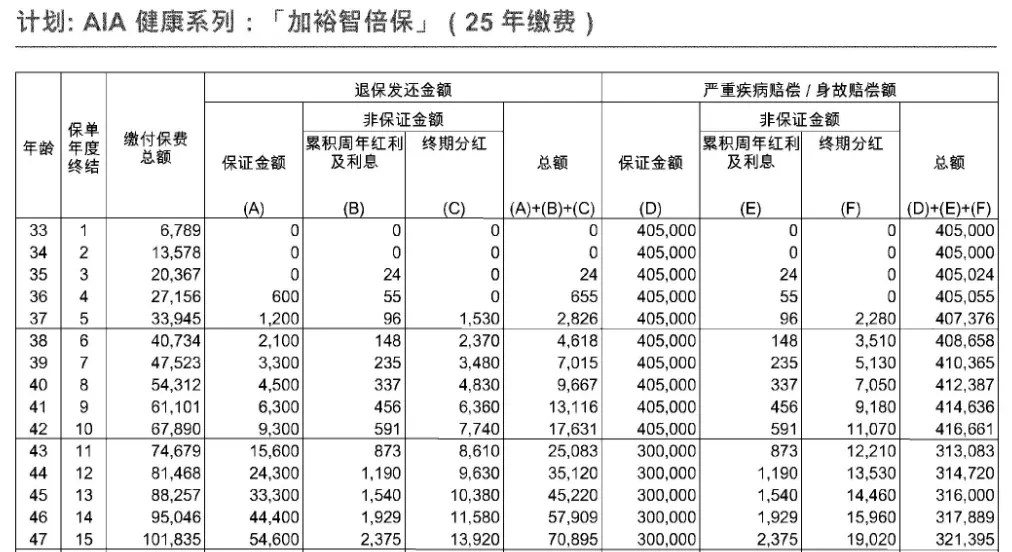 计划: AIA 健康系列 : 「加裕智倍保」 ( 25 年缴费 )
退保发还金额 严重疾病赔偿 / 身故赔偿额
非保证金额 非保证金额
年龄 保单年度终结 缴付保费总额 保证金额 累积周年红利及利息 终期分红 总额 保证金额 累积周年红利及利息 终期分红 总额
(A) (B) (C) (A)+(B)+(C) (D) (E) (F) (D)+(E)+(F)
33 1 6,789 0 0 0 0 405,000 0 0 405,000
34 2 13,578 0 0 0 0 405,000 0 0 405,000
35 3 20,367 0 24 0 24 405,000 24 0 405,024
36 4 27,156 600 55 0 655 405,000 55 0 405,055
37 5 33,945 1,200 96 1,530 2,826 405,000 96 2,280 407,376
38 6 40,734 2,100 148 2,370 4,618 405,000 148 3,510 408,658
39 7 47,523 3,300 235 3,480 7,015 405,000 235 5,130 410,365
40 8 54,312 4,500 337 4,830 9,667 405,000 337 7,050 412,387
41 9 61,101 6,300 456 6,360 13,116 405,000 456 9,180 414,636
42 10 67,890 9,300 591 7,740 17,631 405,000 591 11,070 416,661
43 11 74,679 15,600 873 8,610 25,083 300,000 873 12,210 313,083
44 12 81,468 24,300 1,190 9,630 35,120 300,000 1,190 13,530 314,720
45 13 88,257 33,300 1,540 10,380 45,220 300,000 1,540 14,460 316,000
46 14 95,046 44,400 1,929 11,580 57,909 300,000 1,929 15,960 317,889
47 15 101,835 54,600 2,375 13,920 70,895 300,000 2,375 19,020 321,395